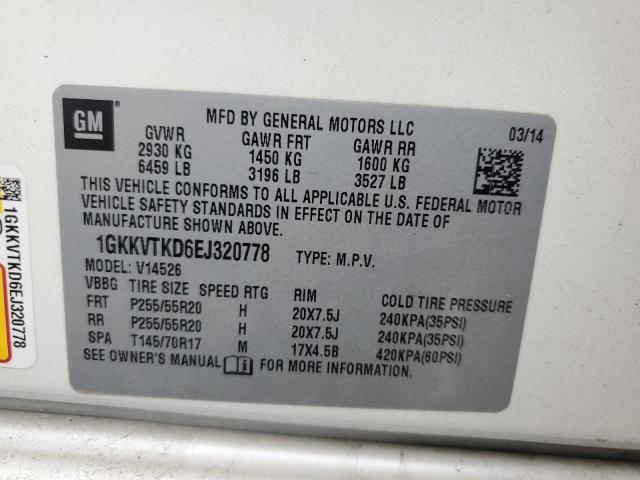 GM ®
MFD BY GENERAL MOTORS LLC
03/14
GVWR GAWR FRT GAWR RR
2930 KG 1450 KG 1600 KG
6459 LB 3196 LB 3527 LB
THIS VEHICLE CONFORMS TO ALL APPLICABLE U.S. FEDERAL MOTOR
VEHICLE SAFETY STANDARDS IN EFFECT ON THE DATE OF
MANUFACTURE SHOWN ABOVE.
1GKKVTKD6EJ320778 TYPE: M.P.V.
MODEL: V14526
VBBG TIRE SIZE SPEED RTG RIM COLD TIRE PRESSURE
FRT P255/55R20 H 20X7.5J 240KPA(35PSI)
RR P255/55R20 H 20X7.5J 240KPA(35PSI)
SPA T145/70R17 M 17X4.5B 420KPA(60PSI)
SEE OWNER'S MANUAL FOR MORE INFORMATION.
1GKKVTKD6EJ320778